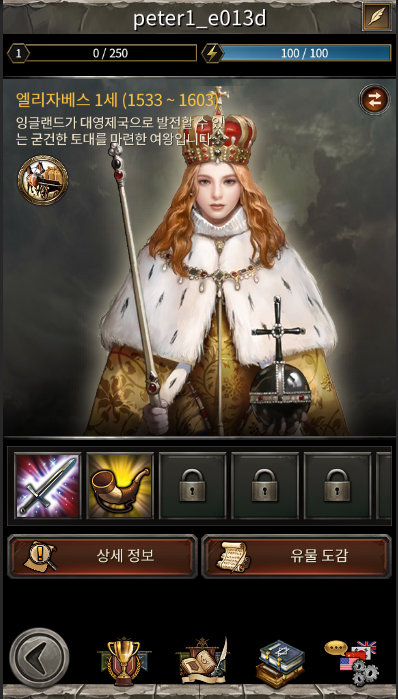 peter1_e013d
1
0 / 250
100 / 100
엘리자베스 1세 (1533 ~ 1603)
잉글랜드가 대영제국으로 발전할 수 있
는 굳건한 토대를 마련한 여왕입니다.
상세 정보
유물 도감